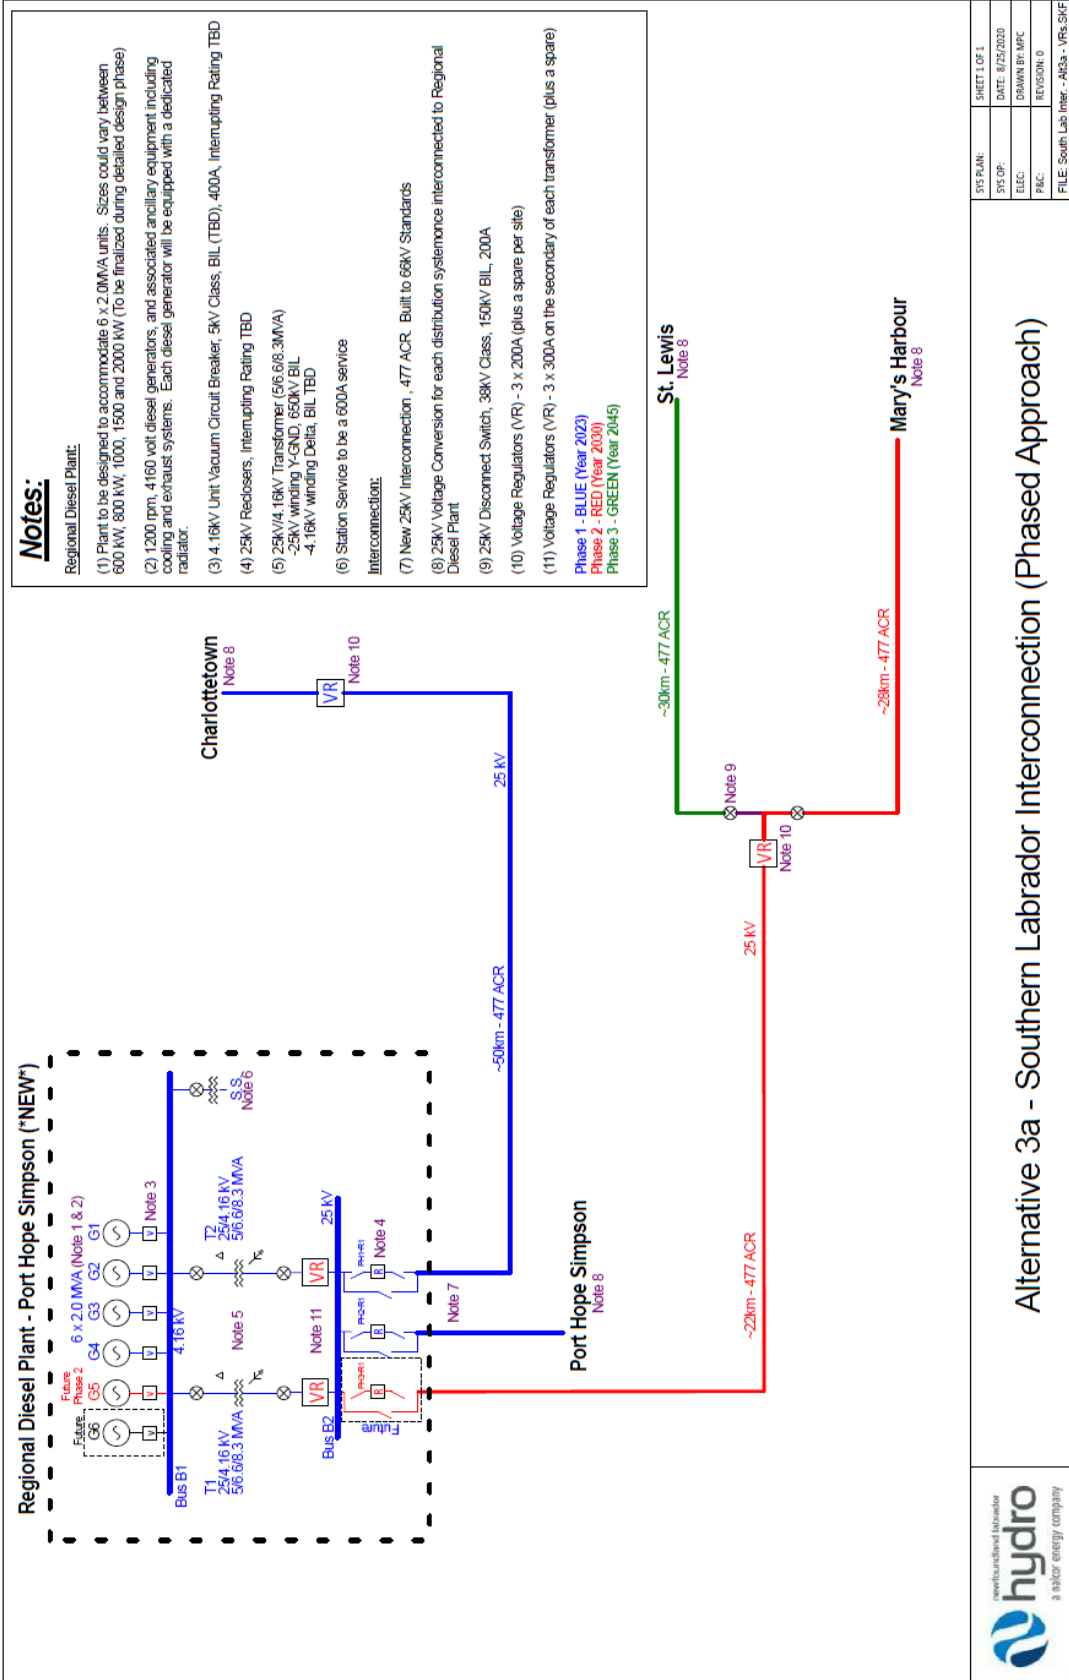 Regional Diesel Plant - Port Hope Simpson (*NEW*)
Future
Future
Phase 2
6 x 2.0 MVA (Note 1 & 2)
G6
G5
G4
G3
G2
G1
V
V
V
V
V
V
Note 3
4.16 kV
Bus B1
S.S.
Note 6
T1
25/4.16 kV
5/6.6/8.3 MVA
Note 5
T2
25/4.16 kV
5/6.6/8.3 MVA
VR
Note 11
VR
Bus B2
25 kV
Future
PH3-R1
R
PH2-R1
R
PH1-R1
R
Note 4
Note 7
Port Hope Simpson
Note 8
~50km - 477 ACR
25 kV
Charlottetown
Note 8
VR
Note 10
~22km - 477 ACR
25 kV
VR
Note 10
Note 9
~30km - 477 ACR
St. Lewis
Note 8
~28km - 477 ACR
Mary's Harbour
Note 8
Notes:
Regional Diesel Plant:
(1) Plant to be designed to accommodate 6 x 2.0MVA units. Sizes could vary between
600 kW, 800 kW, 1000, 1500 and 2000 kW (To be finalized during detailed design phase)
(2) 1200 rpm, 4160 volt diesel generators, and associated ancillary equipment including
cooling and exhaust systems. Each diesel generator will be equipped with a dedicated
radiator.
(3) 4.16kV Unit Vacuum Circuit Breaker, 5kV Class, BIL (TBD), 400A, Interrupting Rating TBD
(4) 25kV Reclosers, Interrupting Rating TBD
(5) 25kV/4.16kV Transformer (5/6.6/8.3MVA)
-25kV winding Y-GND, 650kV BIL
-4.16kV winding Delta, BIL TBD
(6) Station Service to be a 600A service
Interconnection:
(7) New 25kV Interconnection , 477 ACR. Built to 66kV Standards
(8) 25kV Voltage Conversion for each distribution systemonce interconnected to Regional
Diesel Plant
(9) 25kV Disconnect Switch, 38kV Class, 150kV BIL, 200A
(10) Voltage Regulators (VR) - 3 x 200A (plus a spare per site)
(11) Voltage Regulators (VR) - 3 x 300A on the secondary of each transformer (plus a spare)
Phase 1 - BLUE (Year 2023)
Phase 2 - RED (Year 2030)
Phase 3 - GREEN (Year 2045)
newfoundland labrador
hydro
a nalcor energy company
Alternative 3a - Southern Labrador Interconnection (Phased Approach)
SYS PLAN:
SHEET 1 OF 1
SYS OP:
DATE: 8/25/2020
ELEC:
DRAWN BY: MPC
P&C:
REVISION: 0
FILE: South Lab Inter. - Alt3a - VRs.SKF